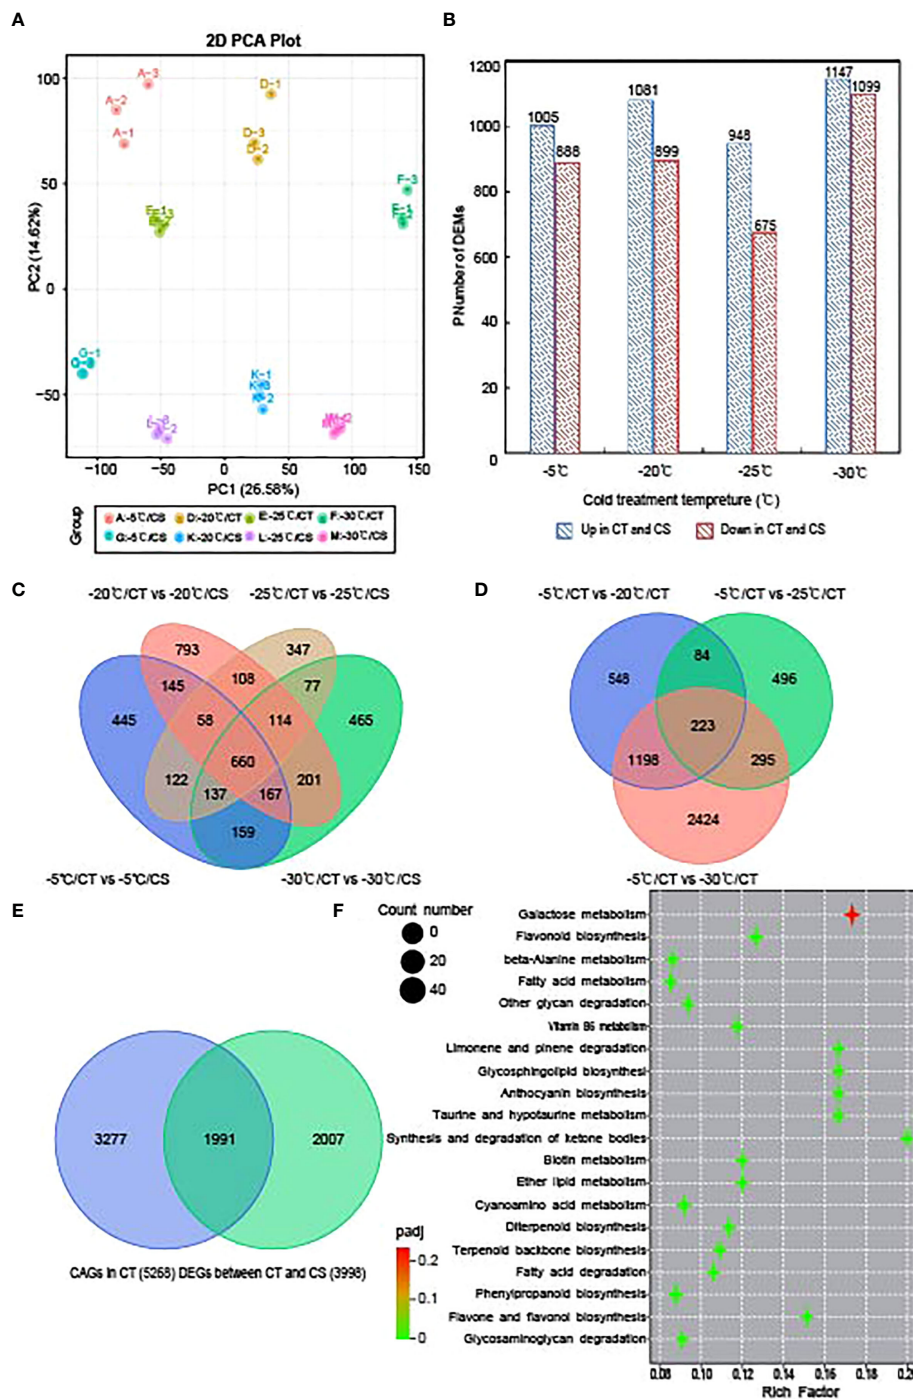 A
2D PCA Plot
PC2 (14.62%)
100
50
0
−50
A-3
A-2
A-1
D-1
D-3
D-2
F-3
F-1
E-1
G-1
K-1
K-2
−100
−50
0
50
100
150
PC1 (26.58%)
Group
A:-5℃/CS
D:-20℃/CT
E:-25℃/CT
F:-30℃/CT
G:-5℃/CS
K:-20℃/CS
L:-25℃/CS
M:-30℃/CS
B
PNumber of DEMs
1200
1000
800
600
40
20
0
1005
888
1081
899
948
675
1147
1099
-5℃
-20℃
-25℃
-30℃
Cold treatment tempreture (℃)
Up in CT and CS
Down in CT and CS
C
-20℃/CT vs -20℃/CS
-25℃/CT vs -25℃/CS
793
347
145
108
77
445
58
114
465
660
122
201
137
167
159
-5℃/CT vs -5℃/CS
-30℃/CT vs -30℃/CS
D
-5℃/CT vs -20℃/CT
-5℃/CT vs -25℃/CT
84
548
496
223
1198
295
2424
-5℃/CT vs -30℃/CT
E
3277
1991
2007
CAGs in CT (5268) DEGs between CT and CS (3998)
F
Count number
0
20
40
padj
0.2
0.1
0
Galactose metabolism
Flavonoid biosynthesis
beta-Alanine metabolism
Fatty acid metabolism
Other glycan degradation
Vitamin B6 metabolism
Limonene and pinene degradation
Glycosphingolipid biosynthesi
Anthocyanin biosynthesis
Taurine and hypotaurine metabolism
Synthesis and degradation of ketone bodies
Biotin metabolism
Ether lipid metabolism
Cyanoamino acid metabolism
Diterpenoid biosynthesis
Terpenoid backbone biosynthesis
Fatty acid degradation
Phenylpropanoid biosynthesis
Flavone and flavonol biosynthesis
Glycosaminoglycan degradation
0.08
0.10
0.12
0.14
0.16
0.18
Rich Factor